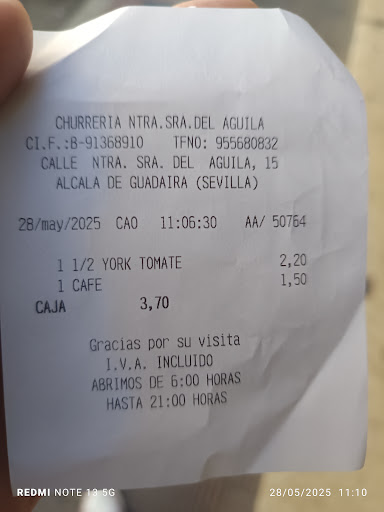 CHURRERIA NTRA.SRA.DEL AGUILA
CI.F.:B-91368910 TFNO: 955680832
CALLE NTRA. SRA. DEL AGUILA, 15
ALCALA DE GUADAIRA (SEVILLA)
28/may/2025 CAO 11:06:30 AA/ 50764
1 1/2 YORK TOMATE 2,20
1 CAFE 1,50
CAJA 3,70
Gracias por su visita
I.V.A. INCLUIDO
ABRIMOS DE 6:00 HORAS
HASTA 21:00 HORAS
REDMI NOTE 13 5G 28/05/2025 11:10